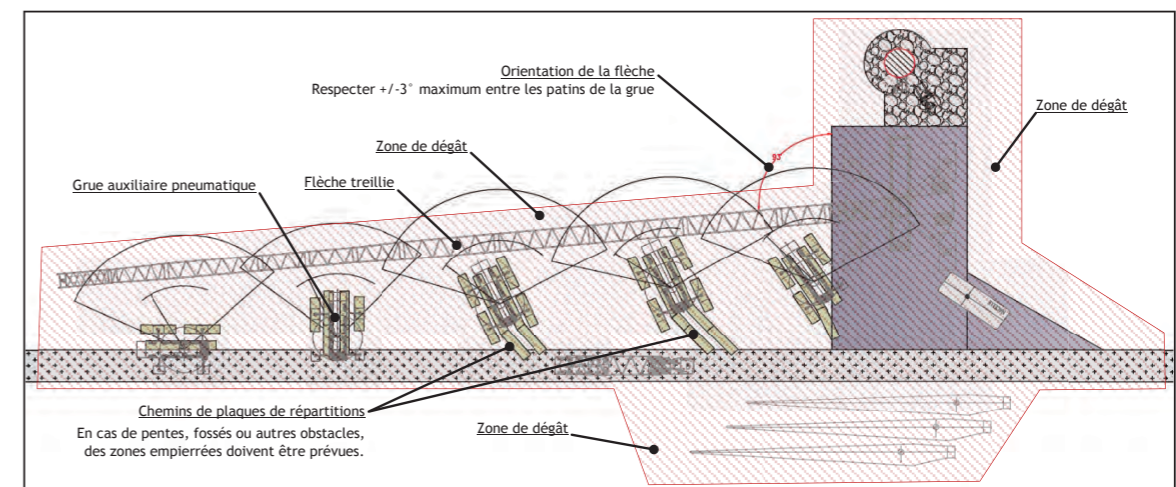 Orientation de la flèche
Respecter +/-3° maximum entre les patins de la grue
Zone de dégât
Zone de dégât
Grue auxiliaire pneumatique
Flèche treillie
93°
Chemins de plaques de répartitions
En cas de pentes, fossés ou autres obstacles,
des zones empierrées doivent être prévues.
Zone de dégât